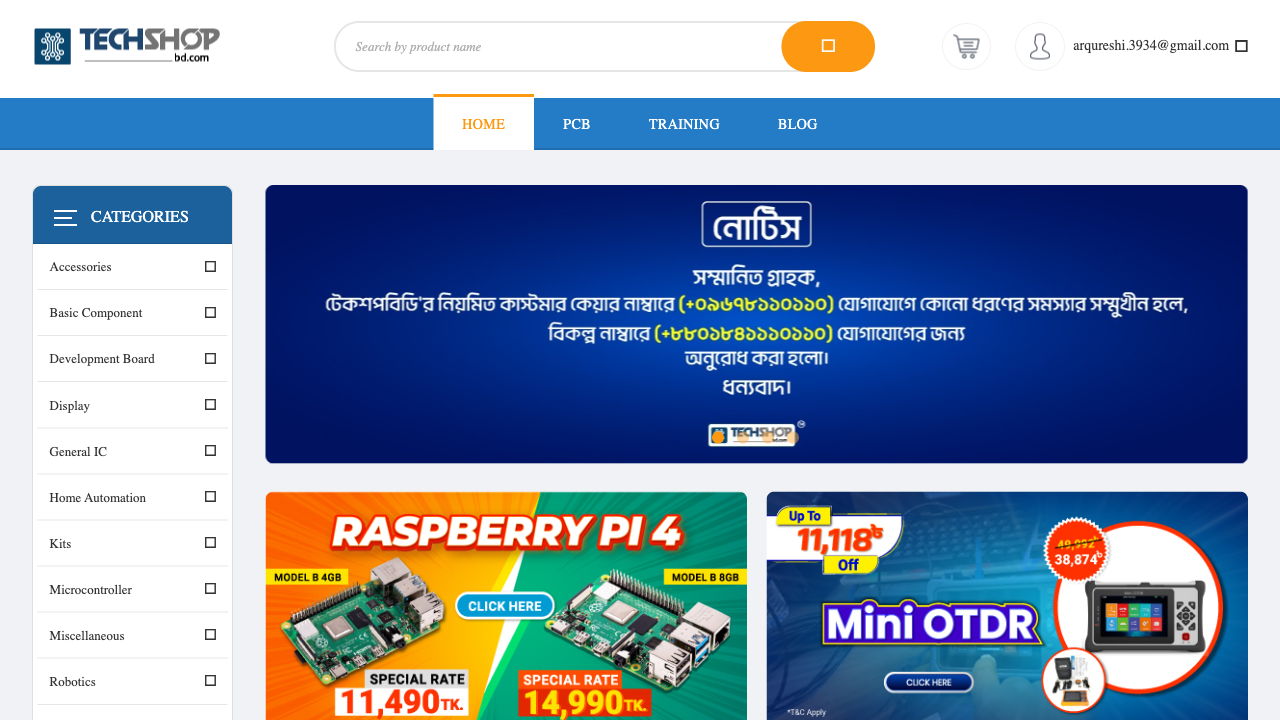 TECHSHOP
bd.com
Search by product name
arqureshi.3934@gmail.com
HOME
PCB
TRAINING
BLOG
CATEGORIES
Accessories
Basic Component
Development Board
Display
General IC
Home Automation
Kits
Microcontroller
Miscellaneous
Robotics
নোটিস
সম্মানিত গ্রাহক,
টেকশপবিডি'র নিয়মিত কাস্টমার কেয়ার নাম্বারে (+০৯৬৭৮১১০১১০) যোগাযোগে কোনো ধরণের সমস্যার সম্মুখীন হলে,
বিকল্প নাম্বারে (+৮৮০১৮৪১১১০১১০) যোগাযোগের জন্য
অনুরোধ করা হলো।
ধন্যবাদ।
TECHSHOP
bd.com
RASPBERRY PI 4
MODEL B 4GB
MODEL B 8GB
CLICK HERE
SPECIAL RATE
11,490TK.
SPECIAL RATE
14,990TK.
Up To
11,118৳
Off
49,992৳
38,874৳
Mini OTDR
CLICK HERE
*T&C Apply